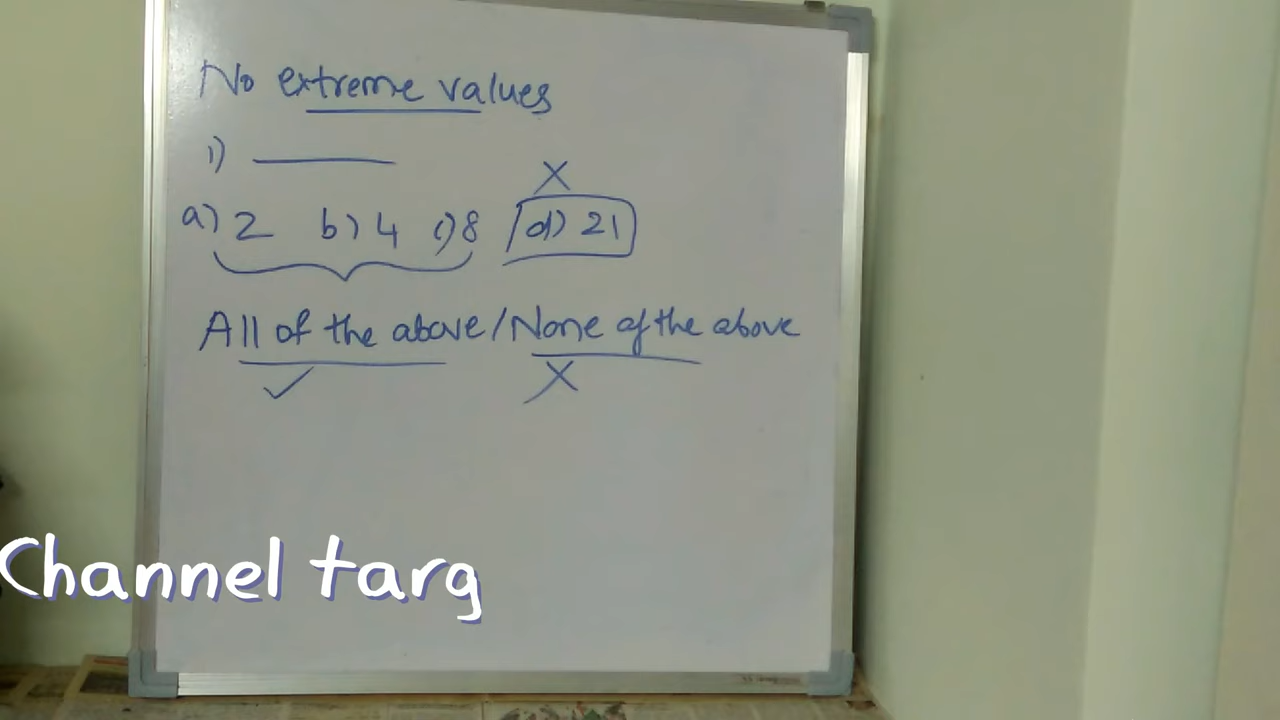 No extreme values
1)
X
a) 2 b) 4 c) 8 d) 21
All of the above / None of the above
✓ X
Channel targ